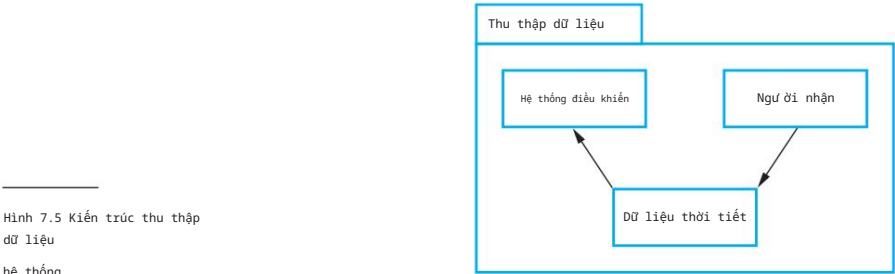 Thu thập dữ liệu
Hệ thống điều khiển
Ngư ời nhận
Dữ liệu thời tiết
Hình 7.5 Kiến trúc thu thập
dữ liệu
hệ thống